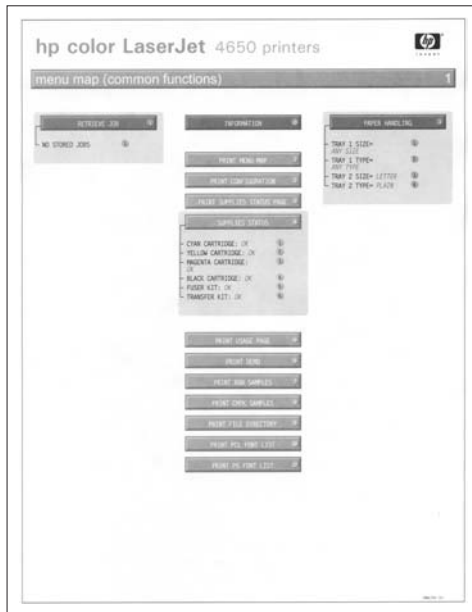 hp color LaserJet 4650 printers
hp
invent
menu map (common functions) 1
RETRIEVE JOB
NO STORED JOBS
INFORMATION
PRINT MENU MAP
PRINT CONFIGURATION
PRINT SUPPLIES STATUS PAGE
SUPPLIES STATUS
CYAN CARTRIDGE: OK
YELLOW CARTRIDGE: OK
MAGENTA CARTRIDGE:
OK
BLACK CARTRIDGE: OK
FUSER KIT: OK
TRANSFER KIT: OK
PRINT USAGE PAGE
PRINT DEMO
PRINT RGB SAMPLES
PRINT CMYK SAMPLES
PRINT FILE DIRECTORY
PRINT PCL FONT LIST
PRINT PS FONT LIST
PAPER HANDLING
TRAY 1 SIZE=
ANY SIZE
TRAY 1 TYPE=
ANY TYPE
TRAY 2 SIZE= LETTER
TRAY 2 TYPE= PLAIN